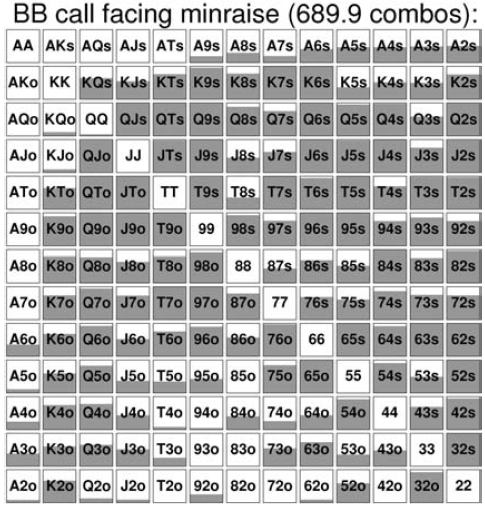 BB call facing minraise (689.9 combos):
AA AKs AQs AJs ATs A9s A8s A7s A6s A5s A4s A3s A2s
AKo KK KQs KJs KTs K9s K8s K7s K6s K5s K4s K3s K2s
AQo KQo QQ QJs QTs Q9s Q8s Q7s Q6s Q5s Q4s Q3s Q2s
AJo KJo QJo JJ JTs J9s J8s J7s J6s J5s J4s J3s J2s
ATo KTo QTo JTo TT T9s T8s T7s T6s T5s T4s T3s T2s
A9o K9o Q9o J9o T9o 99 98s 97s 96s 95s 94s 93s 92s
A8o K8o Q8o J8o T8o 98o 88 87s 86s 85s 84s 83s 82s
A7o K7o Q7o J7o T7o 97o 87o 77 76s 75s 74s 73s 72s
A6o K6o Q6o J6o T6o 96o 86o 76o 66 65s 64s 63s 62s
A5o K5o Q5o J5o T5o 95o 85o 75o 65o 55 54s 53s 52s
A4o K4o Q4o J4o T4o 94o 84o 74o 64o 54o 44 43s 42s
A3o K3o Q3o J3o T3o 93o 83o 73o 63o 53o 43o 33 32s
A2o K2o Q2o J2o T2o 92o 82o 72o 62o 52o 42o 32o 22